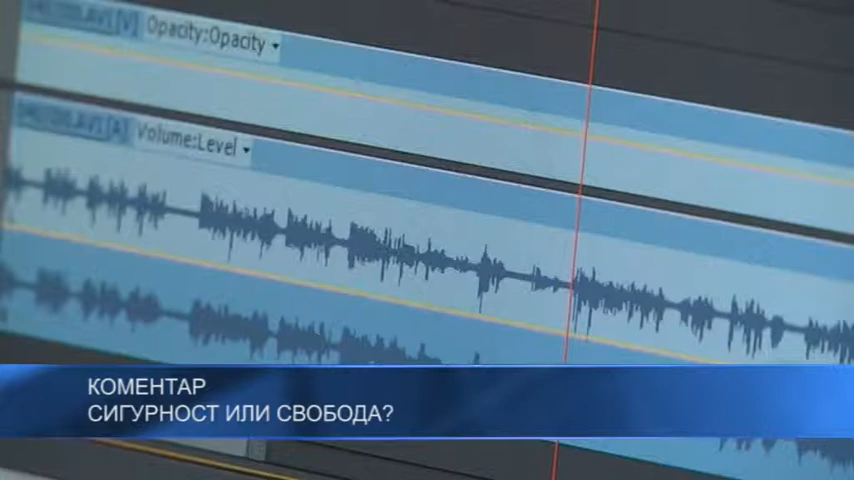 [V] Opacity:Opacity
[A] Volume:Level
КОМЕНТАР
СИГУРНОСТ ИЛИ СВОБОДА?